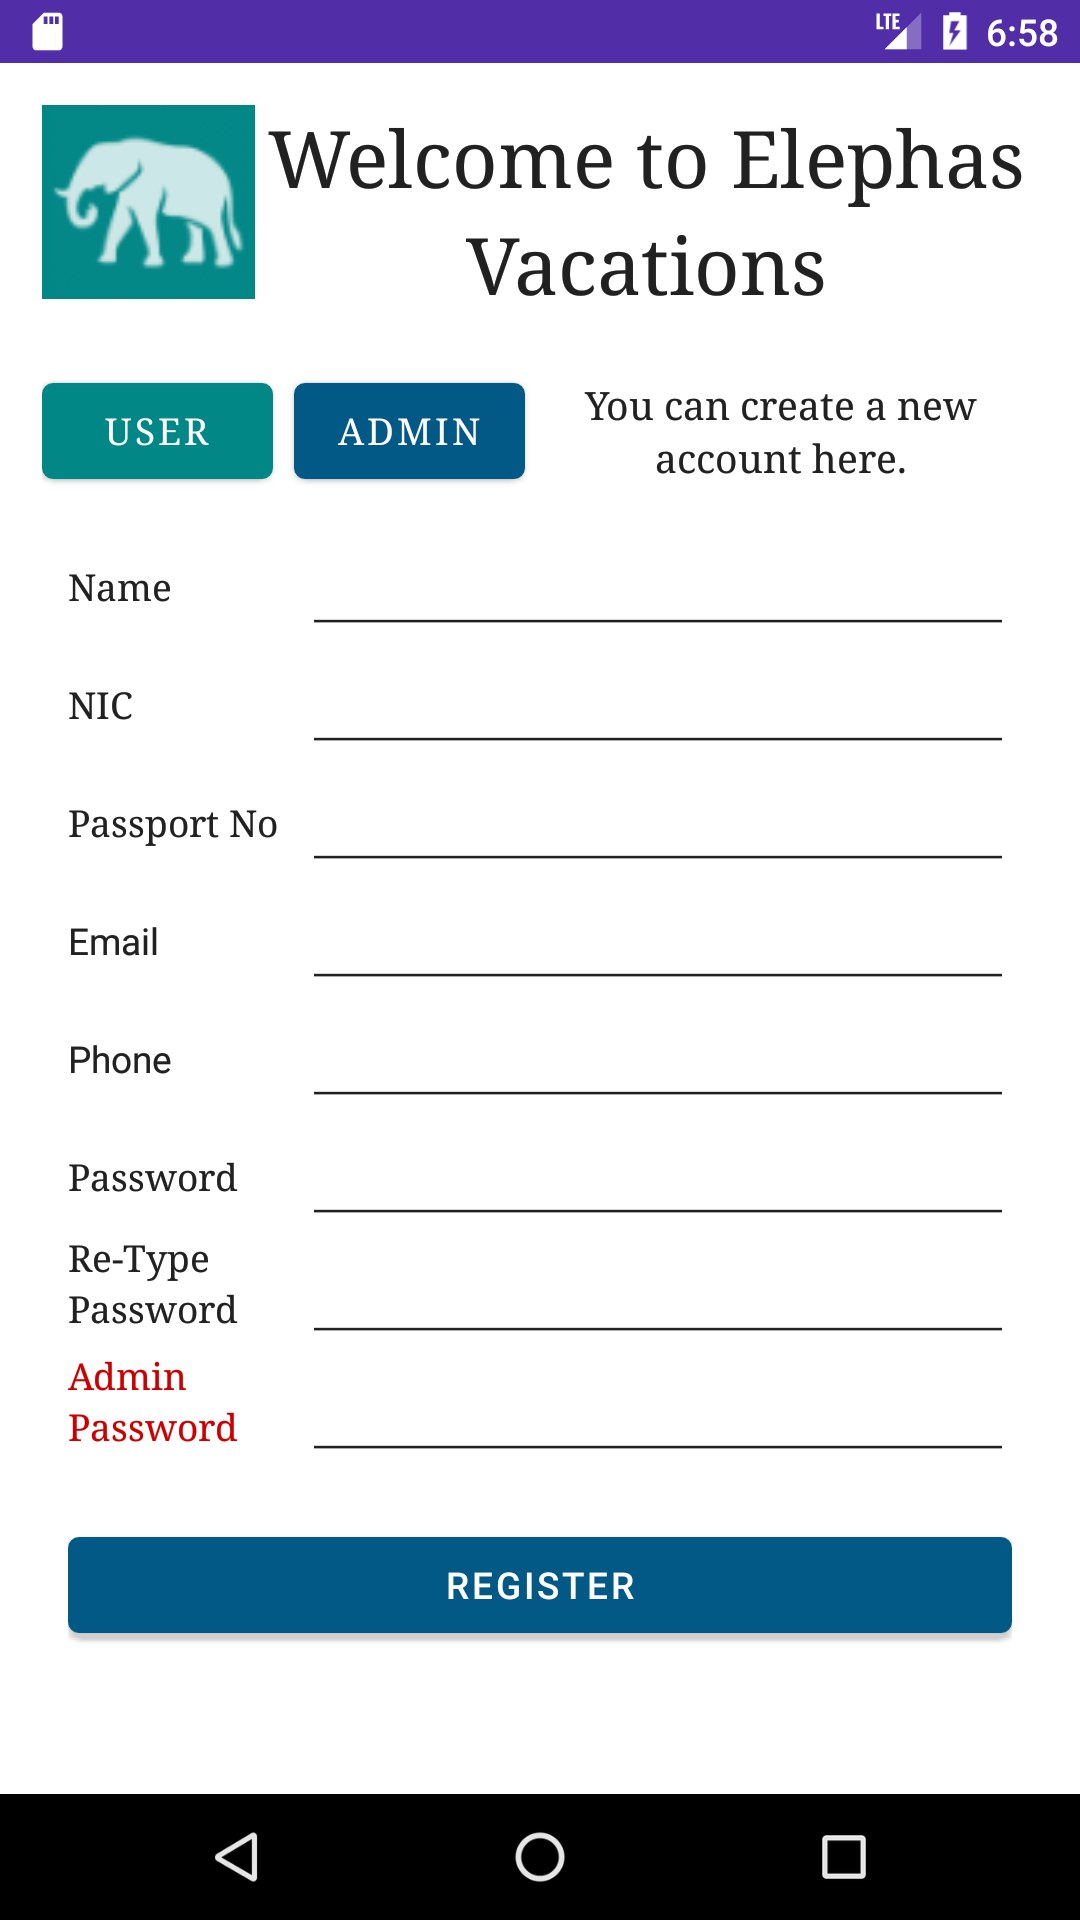 LTE 6:58
Welcome to Elephas
Vacations
USER
ADMIN
You can create a new
account here.
Name
NIC
Passport No
Email
Phone
Password
Re-Type
Password
Admin
Password
REGISTER